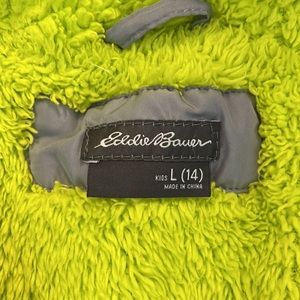 Eddie Bauer
KIDS L (14)
MADE IN CHINA